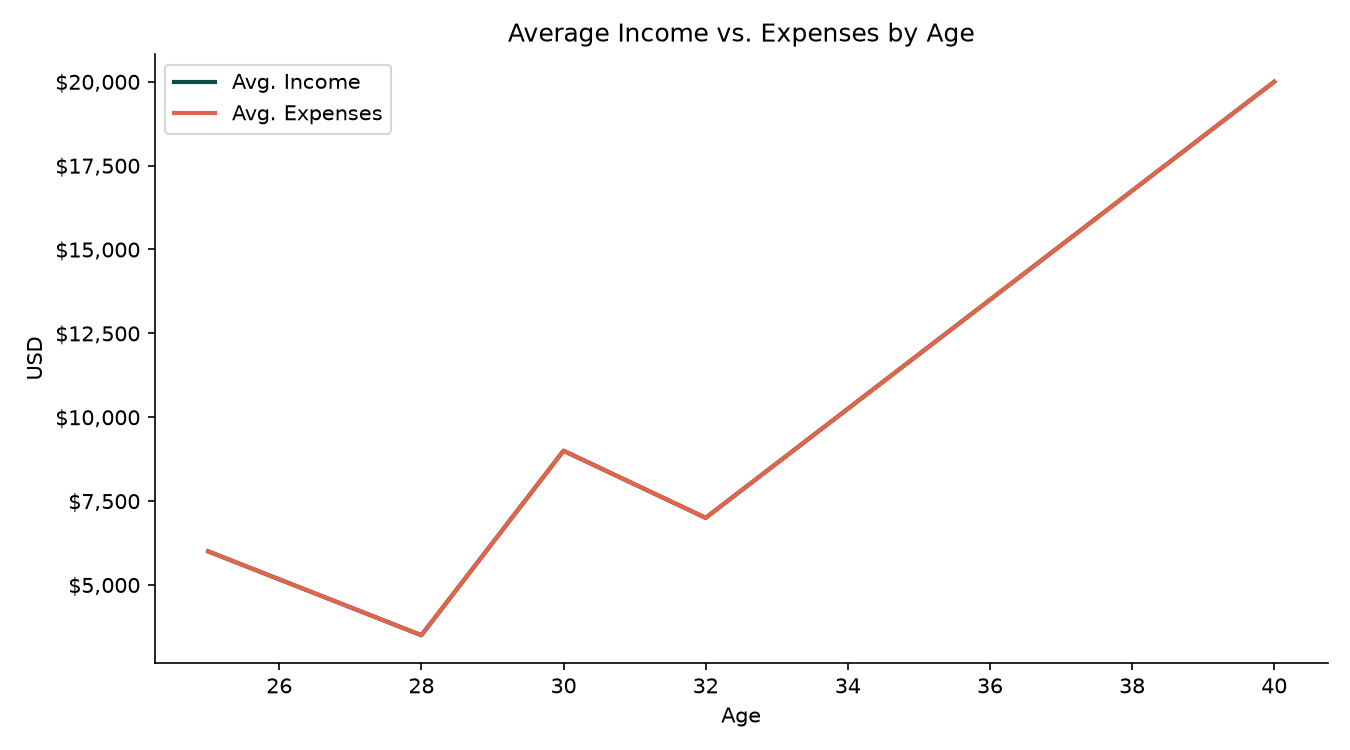 Average Income vs. Expenses by Age
Avg. Income
Avg. Expenses
$20,000
$17,500
$15,000
$12,500
$10,000
$7,500
$5,000
USD
26 28 30 32 34 36 38 40
Age